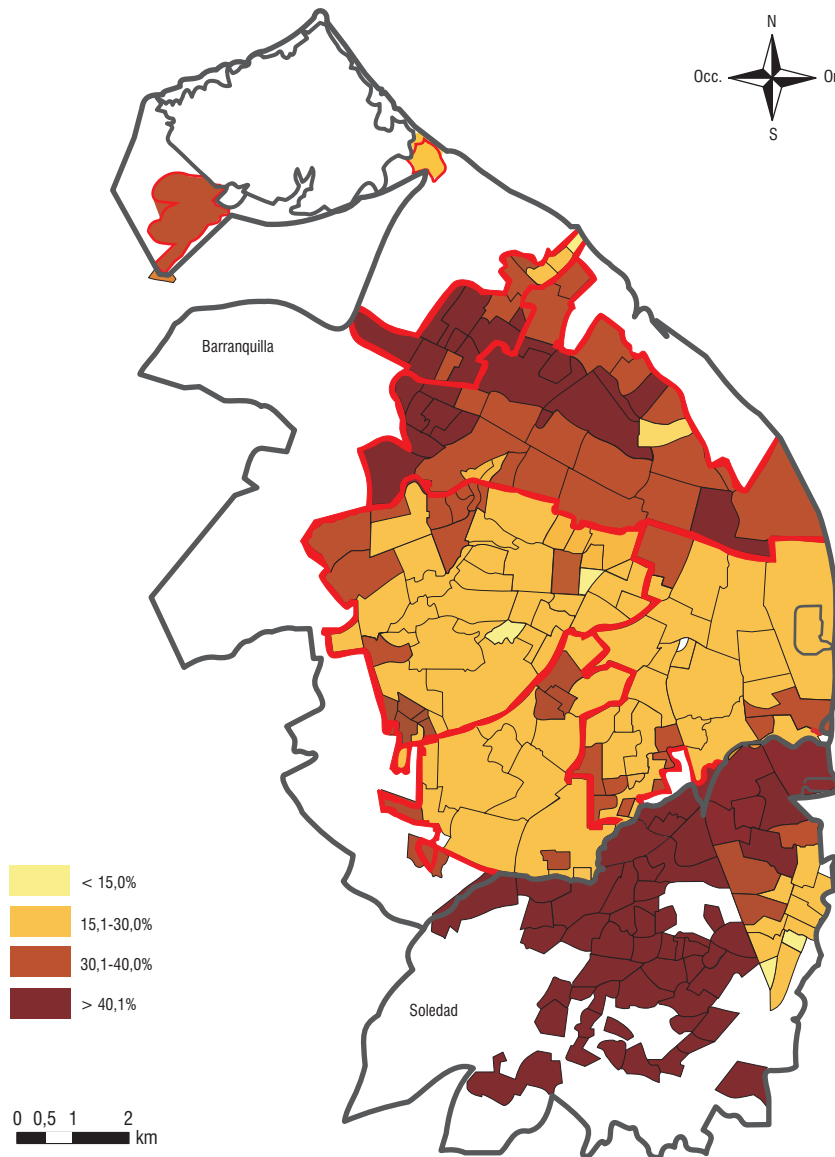 N
Occ.
Or
S
Barranquilla
< 15,0%
15,1-30,0%
30,1-40,0%
> 40,1%
Soledad
0 0,5 1 2
km